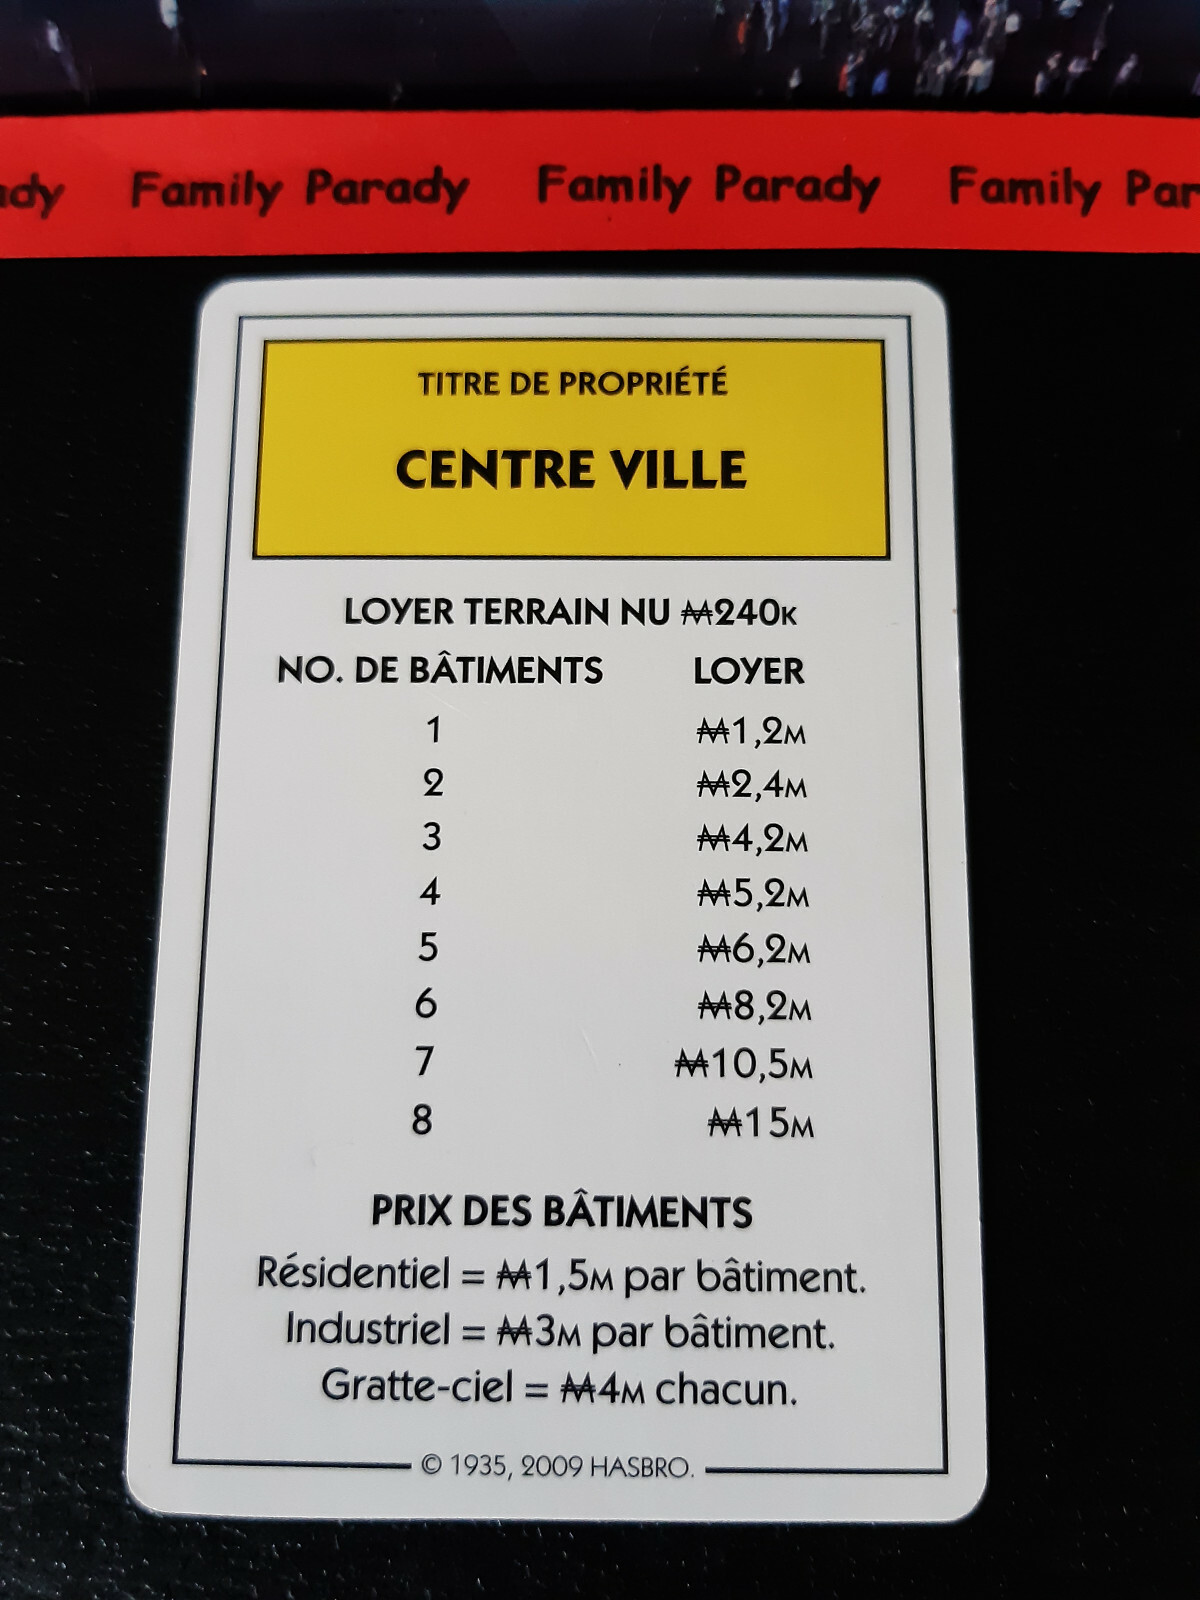 ady Family Parady Family Parady Family Par
TITRE DE PROPRIÉTÉ
CENTRE VILLE
LOYER TERRAIN NU ₩240K
NO. DE BÂTIMENTS LOYER
1 ₩1,2M
2 ₩2,4M
3 ₩4,2M
4 ₩5,2M
5 ₩6,2M
6 ₩8,2M
7 ₩10,5M
8 ₩15M
PRIX DES BÂTIMENTS
Résidentiel = ₩1,5M par bâtiment.
Industriel = ₩3M par bâtiment.
Gratte-ciel = ₩4M chacun.
© 1935, 2009 HASBRO.